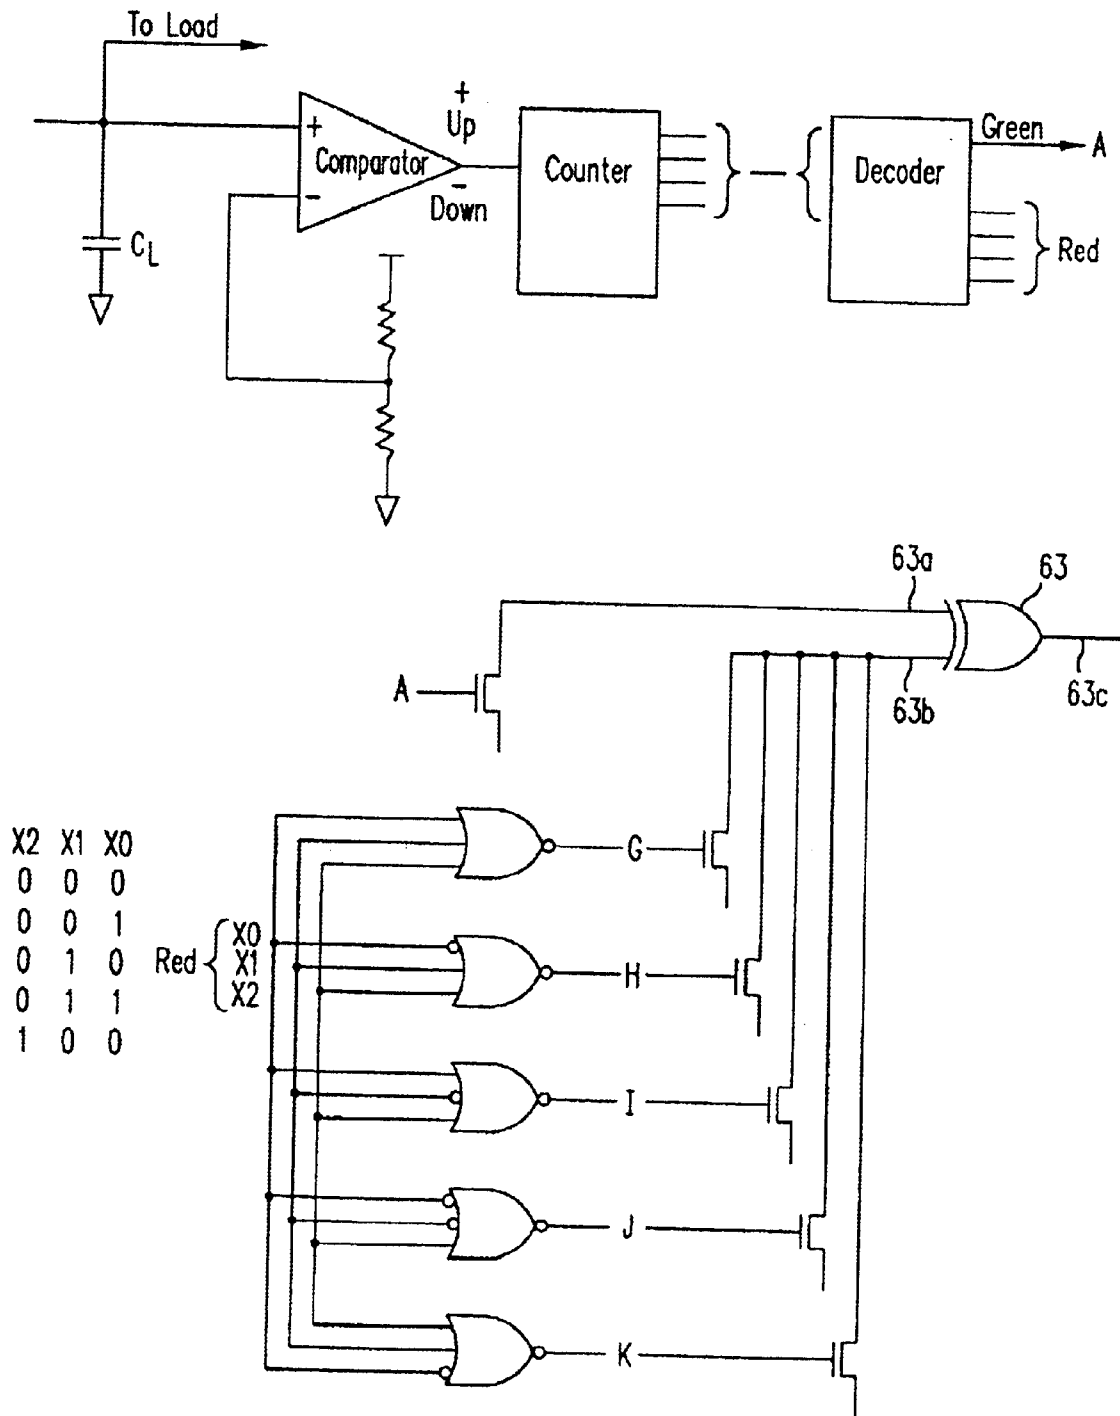 To Load
+
Up
+
Comparator
-
-
Down
Counter
Decoder
Green
A
Red
CL
63a
63
A
63b
63c
G
X2 X1 X0
0 0 0
0 0 1
0 1 0
0 1 1
1 0 0
Red { X0
X1
X2
H
I
J
K